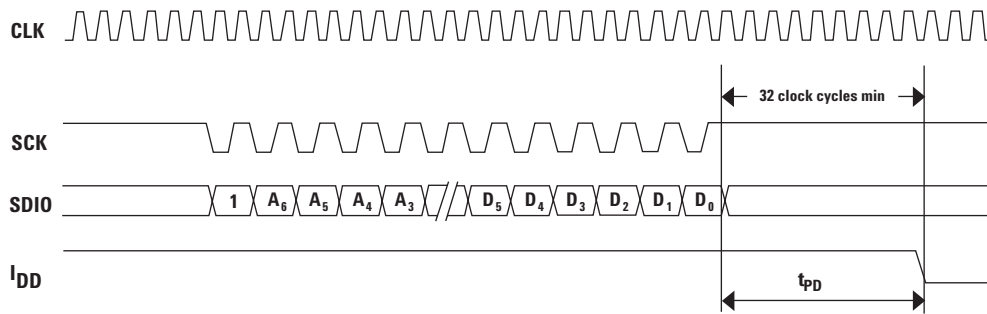 CLK
32 clock cycles min
SCK
SDIO 1 A6 A5 A4 A3 D5 D4 D3 D2 D1 D0
IDD
tPD